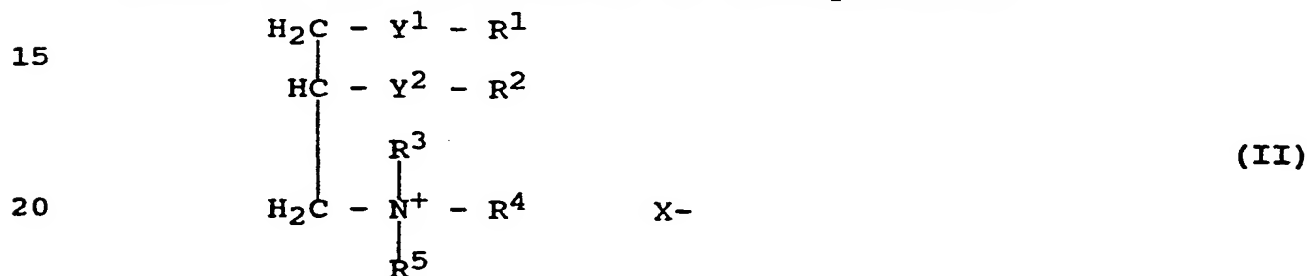 H₂C - Y¹ - R¹
15
HC - Y² - R²
R³
(II)
20 H₂C - N⁺ - R⁴ X-
R⁵